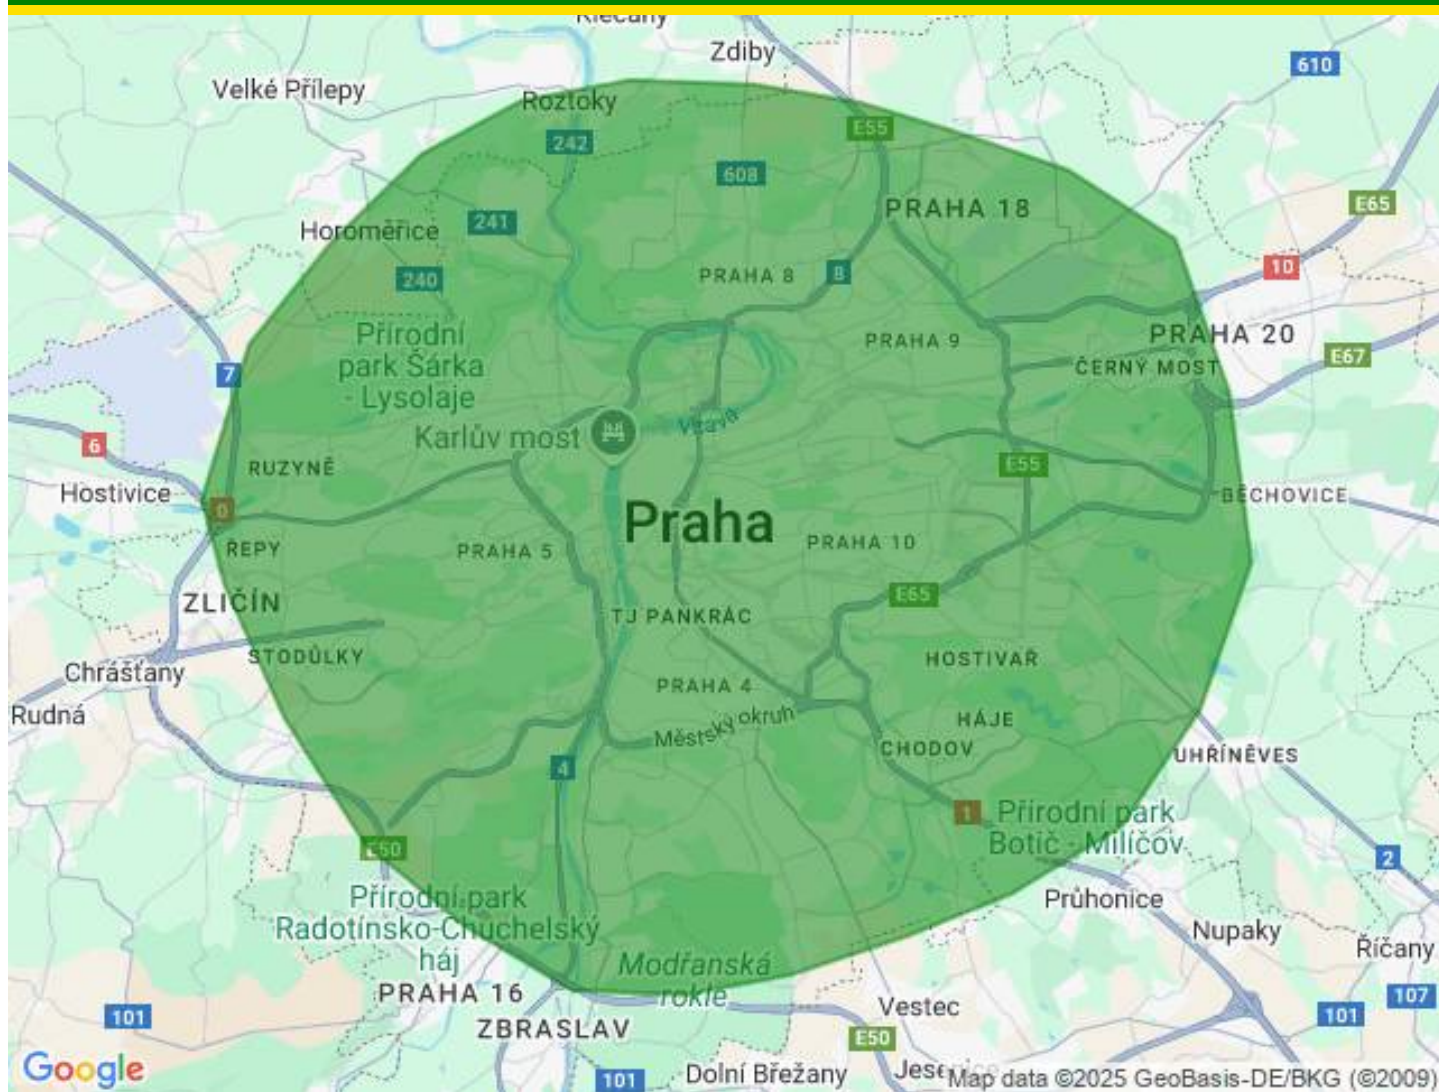 Klecany
Zdiby
610
Velké Přílepy
Roztoky
E55
242
608
E65
PRAHA 18
241
Horoměřice
10
PRAHA 8
8
240
Přírodní
park Šárka
- Lysolaje
PRAHA 9
PRAHA 20
E67
ČERNÝ MOST
7
Karlův most
Vltava
6
RUZYNĚ
E55
Hostivice
BĚCHOVICE
0
Praha
ŘEPY
PRAHA 5
PRAHA 10
E65
ZLIČÍN
TJ PANKRÁC
STODŮLKY
HOSTIVAŘ
Chrášťany
PRAHA 4
Rudná
Městský okruh
HÁJE
CHODOV
UHŘÍNĚVES
4
1
Přírodní park
Botič - Milíčov
E50
2
Přírodní park
Radotínsko-Chuchelský
háj
Průhonice
Nupaky
Říčany
Modřanská
rokle
PRAHA 16
107
Vestec
101
101
ZBRASLAV
E50
Google
101
Dolní Břežany
Map data ©2025 GeoBasis-DE/BKG (©2009)